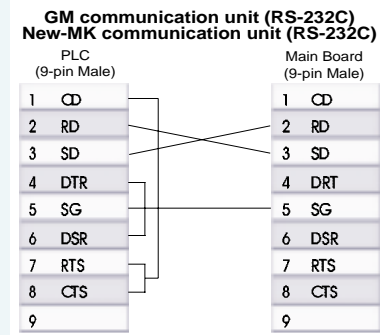 GM communication unit (RS-232C)
New-MK communication unit (RS-232C)
PLC
(9-pin Male)
Main Board
(9-pin Male)
1 CD
1 CD
2 RD
2 RD
3 SD
3 SD
4 DTR
4 DRT
5 SG
5 SG
6 DSR
6 DSR
7 RTS
7 RTS
8 CTS
8 CTS
9
9